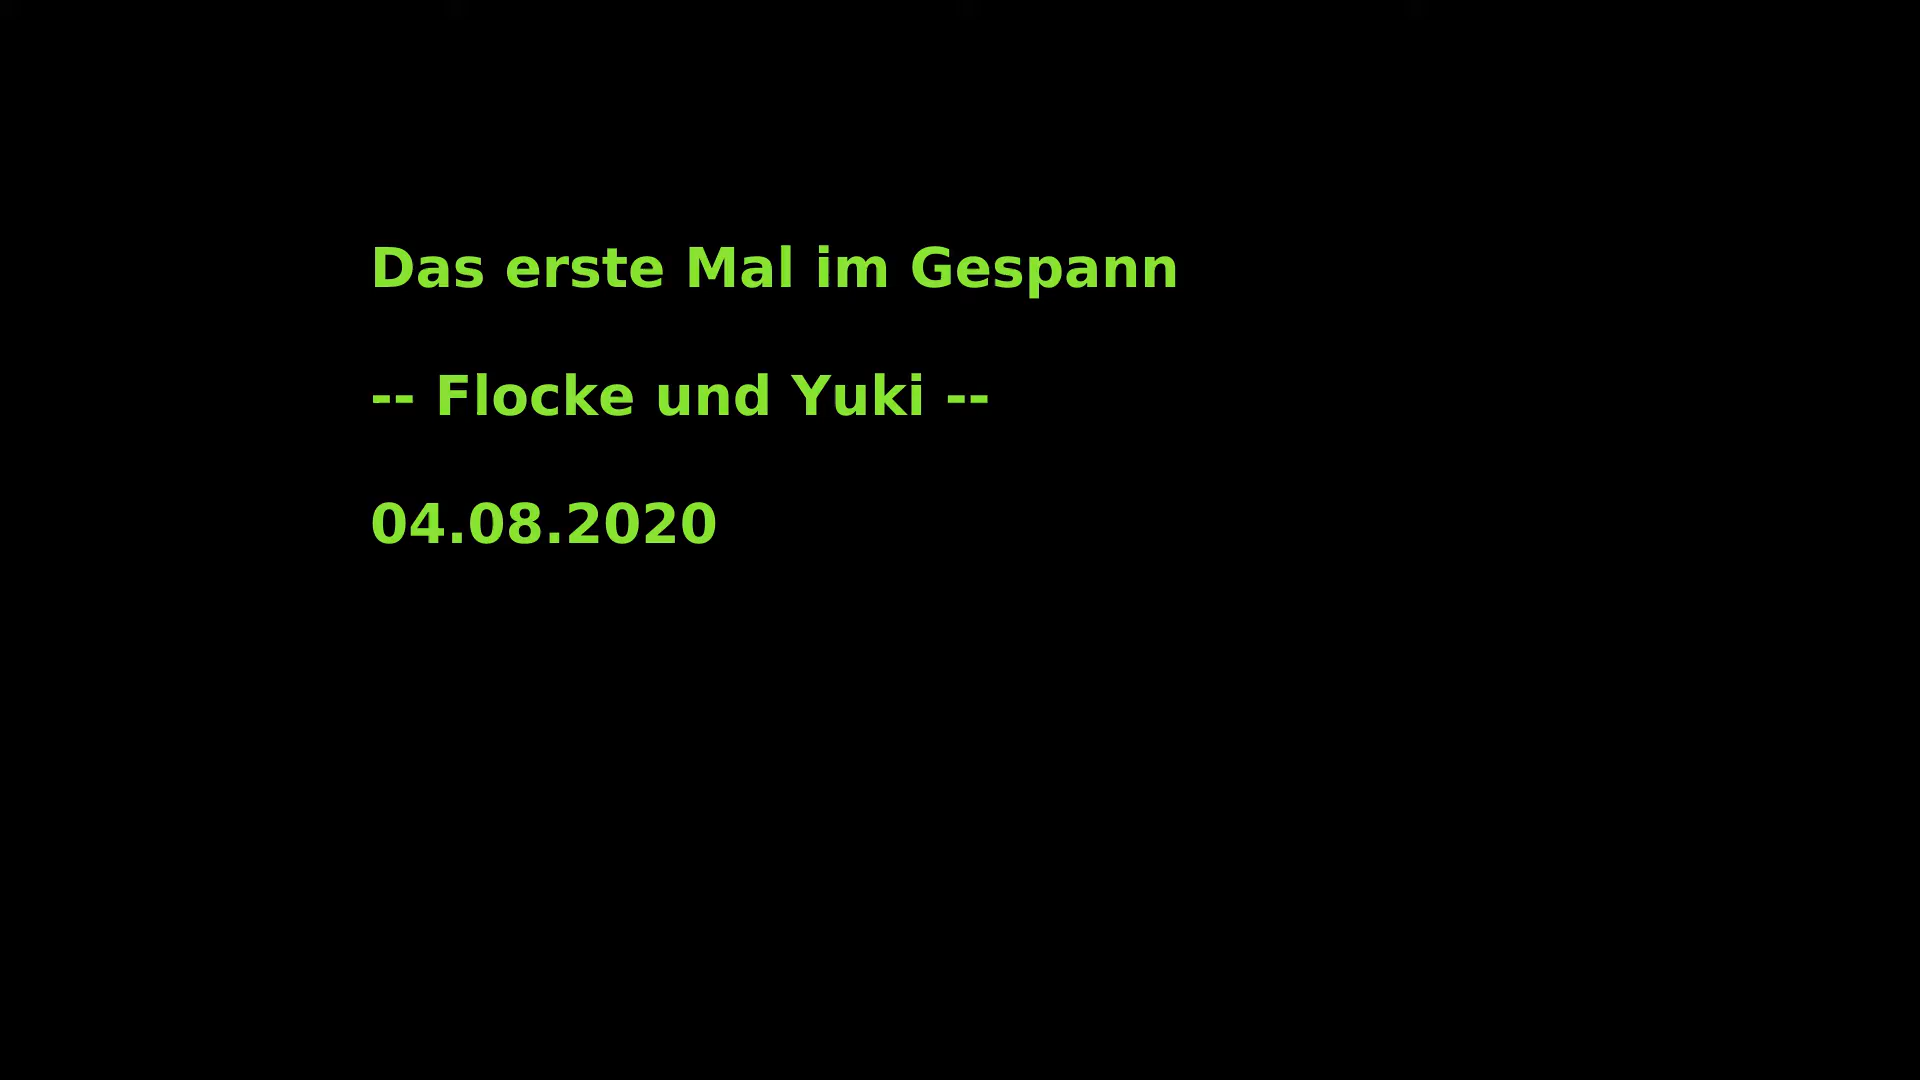 Das erste Mal im Gespann
-- Flocke und Yuki --
04.08.2020